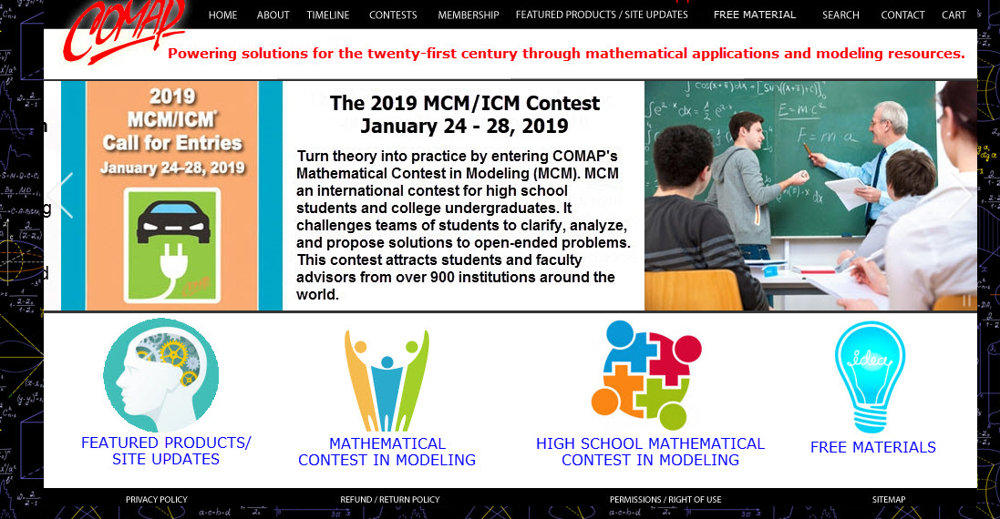 COMAP
HOME ABOUT TIMELINE CONTESTS MEMBERSHIP FEATURED PRODUCTS / SITE UPDATES FREE MATERIAL SEARCH CONTACT CART
Powering solutions for the twenty-first century through mathematical applications and modeling resources.
2019
MCM/ICM®
Call for Entries
January 24–28, 2019
The 2019 MCM/ICM Contest
January 24 - 28, 2019
Turn theory into practice by entering COMAP's
Mathematical Contest in Modeling (MCM). MCM
an international contest for high school
students and college undergraduates. It
challenges teams of students to clarify, analyze,
and propose solutions to open-ended problems.
This contest attracts students and faculty
advisors from over 900 institutions around the
world.
E=m·c²
F=m a
FEATURED PRODUCTS/
SITE UPDATES
MATHEMATICAL
CONTEST IN MODELING
HIGH SCHOOL MATHEMATICAL
CONTEST IN MODELING
Idea
FREE MATERIALS
PRIVACY POLICY REFUND / RETURN POLICY PERMISSIONS / RIGHT OF USE SITEMAP